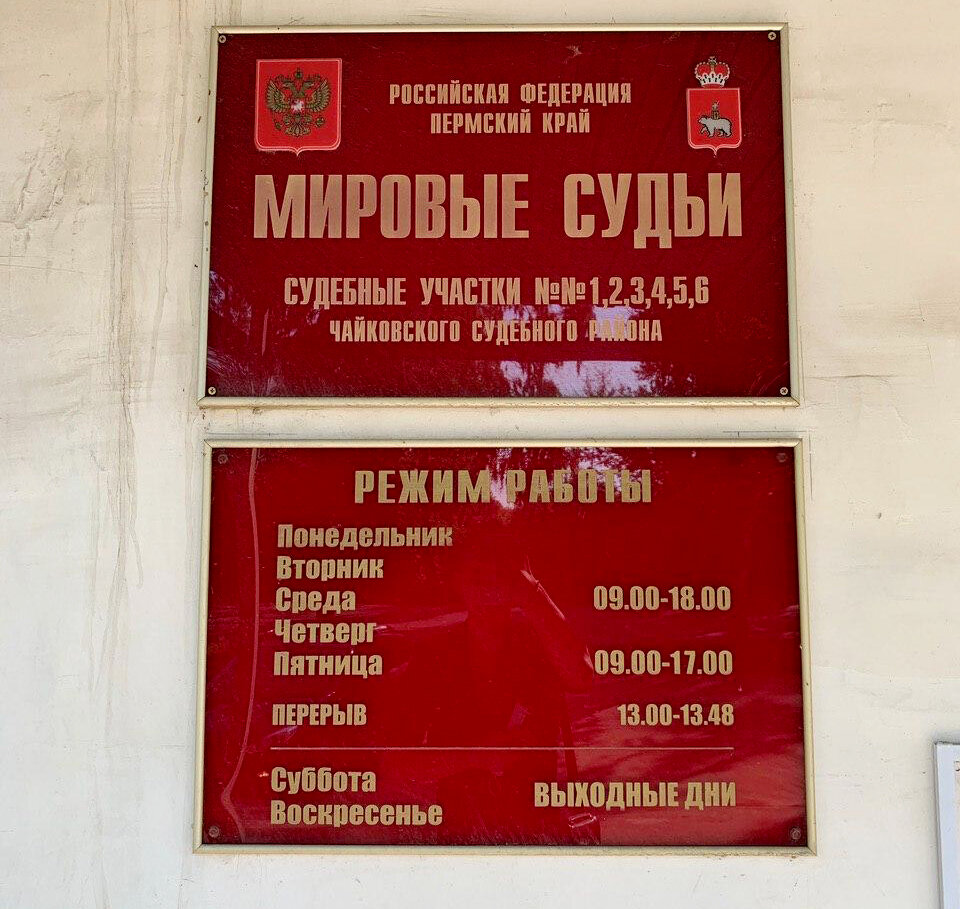 РОССИЙСКАЯ ФЕДЕРАЦИЯ
ПЕРМСКИЙ КРАЙ
МИРОВЫЕ СУДЬИ
СУДЕБНЫЕ УЧАСТКИ №№1,2,3,4,5,6
ЧАЙКОВСКОГО СУДЕБНОГО РАЙОНА
РЕЖИМ РАБОТЫ
Понедельник
Вторник
Среда 09.00-18.00
Четверг
Пятница 09.00-17.00
ПЕРЕРЫВ 13.00-13.48
Суббота
Воскресенье
ВЫХОДНЫЕ ДНИ